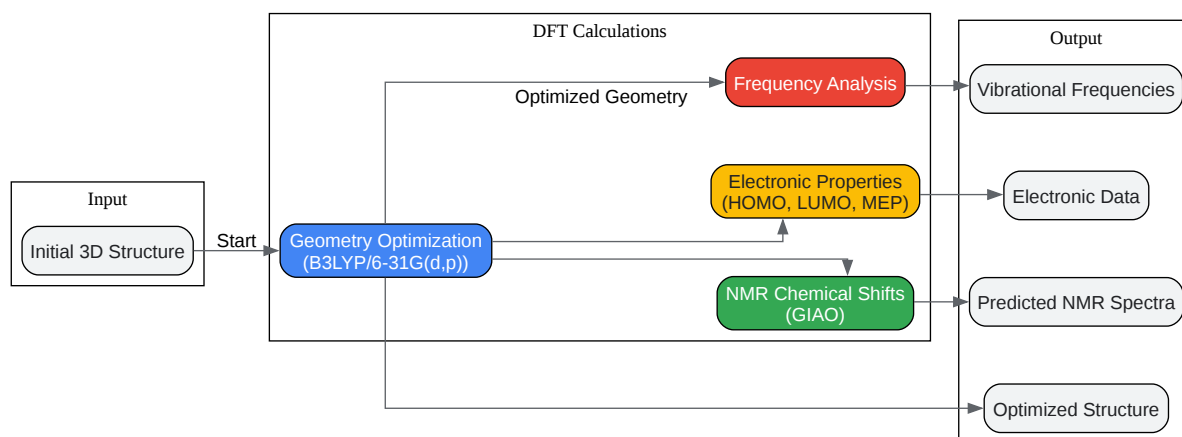 Input
Initial 3D Structure
Start
DFT Calculations
Geometry Optimization
(B3LYP/6-31G(d,p))
Optimized Geometry
Frequency Analysis
Electronic Properties
(HOMO, LUMO, MEP)
NMR Chemical Shifts
(GIAO)
Output
Vibrational Frequencies
Electronic Data
Predicted NMR Spectra
Optimized Structure